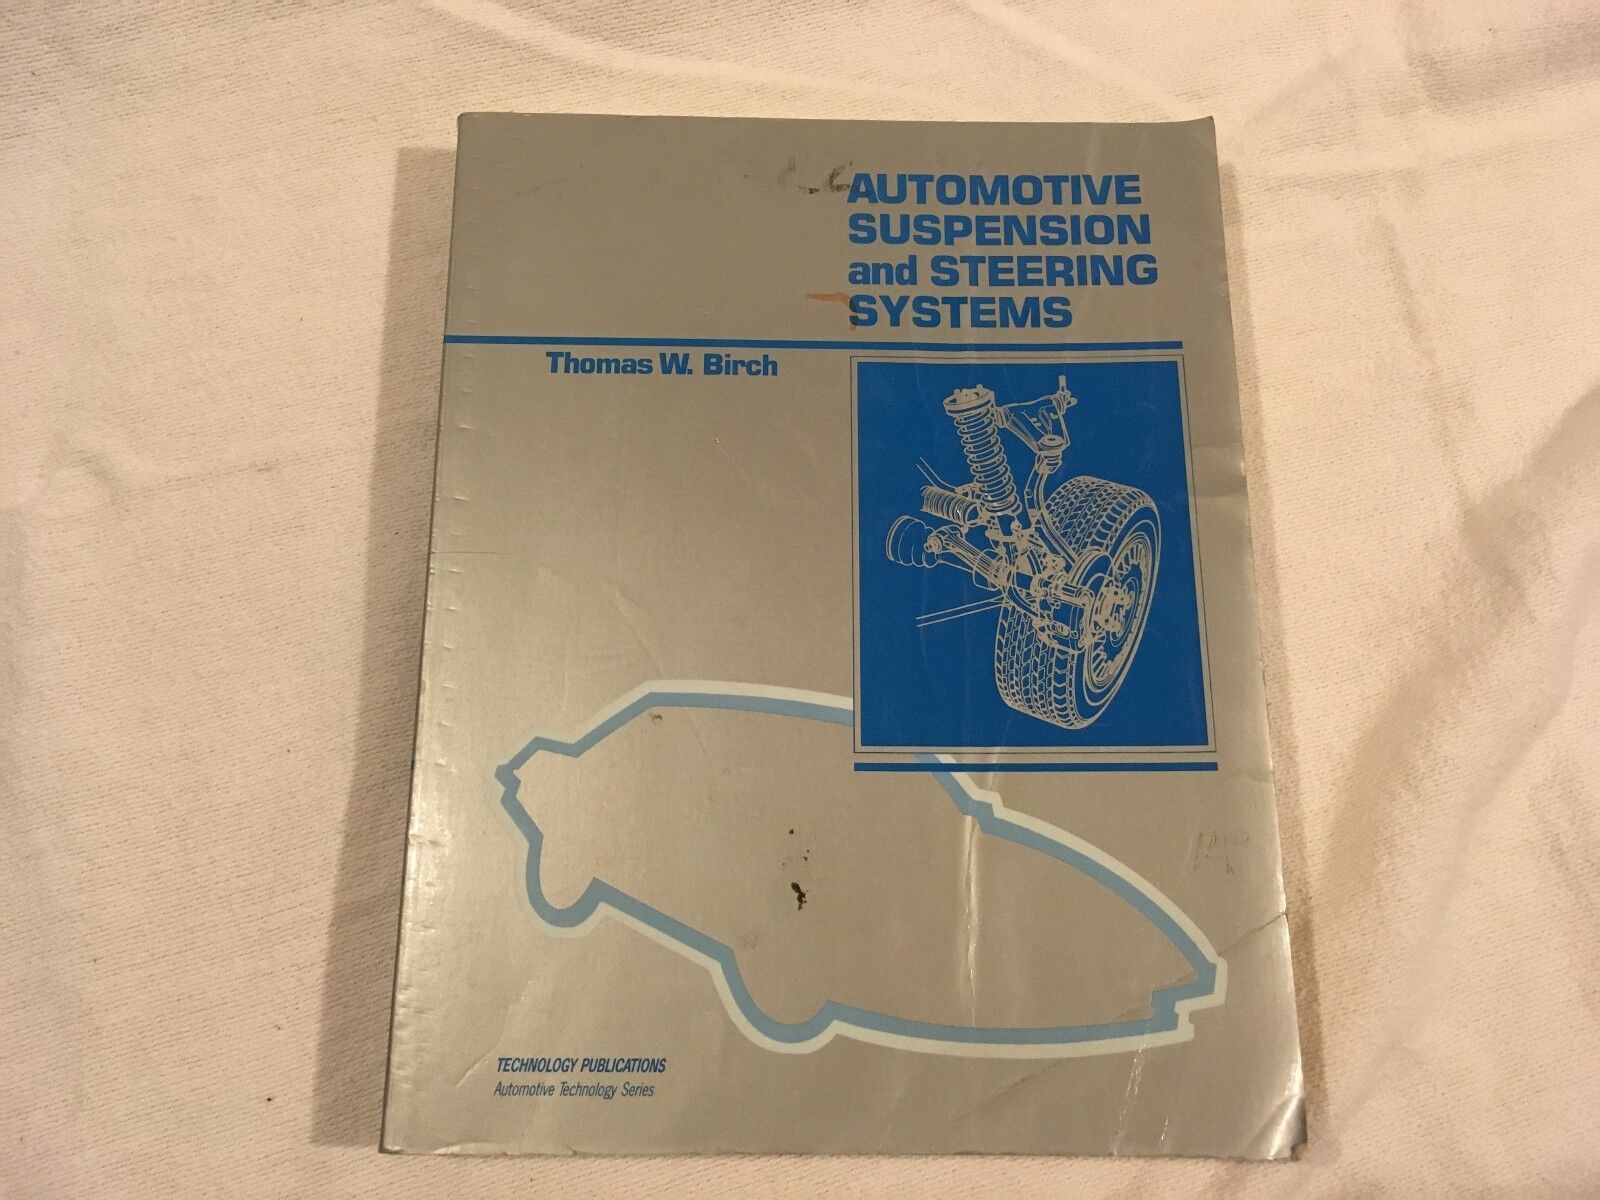 AUTOMOTIVE
SUSPENSION
and STEERING
SYSTEMS
Thomas W. Birch
TECHNOLOGY PUBLICATIONS
Automotive Technology Series